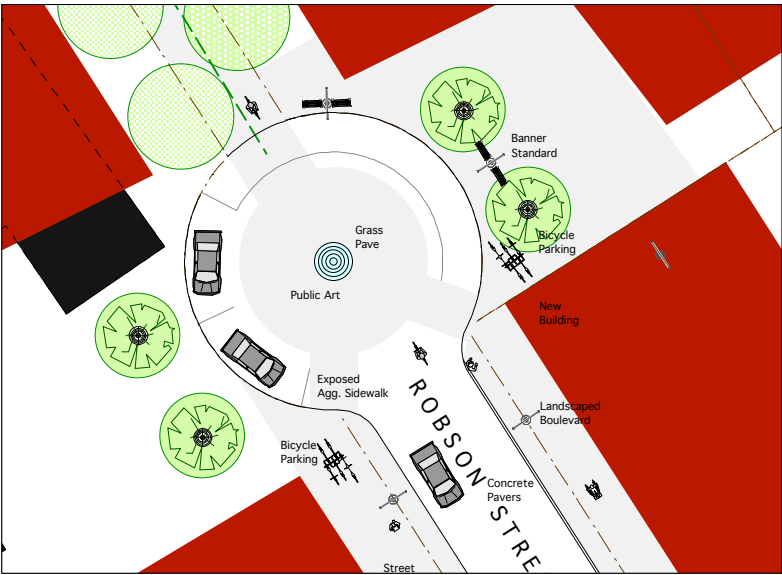 Banner
Standard
Grass
Pave
Bicycle
Parking
Public Art
New
Building
Exposed
Agg. Sidewalk
Landscaped
Boulevard
Bicycle
Parking
ROBSON STRE
Concrete
Pavers
Street